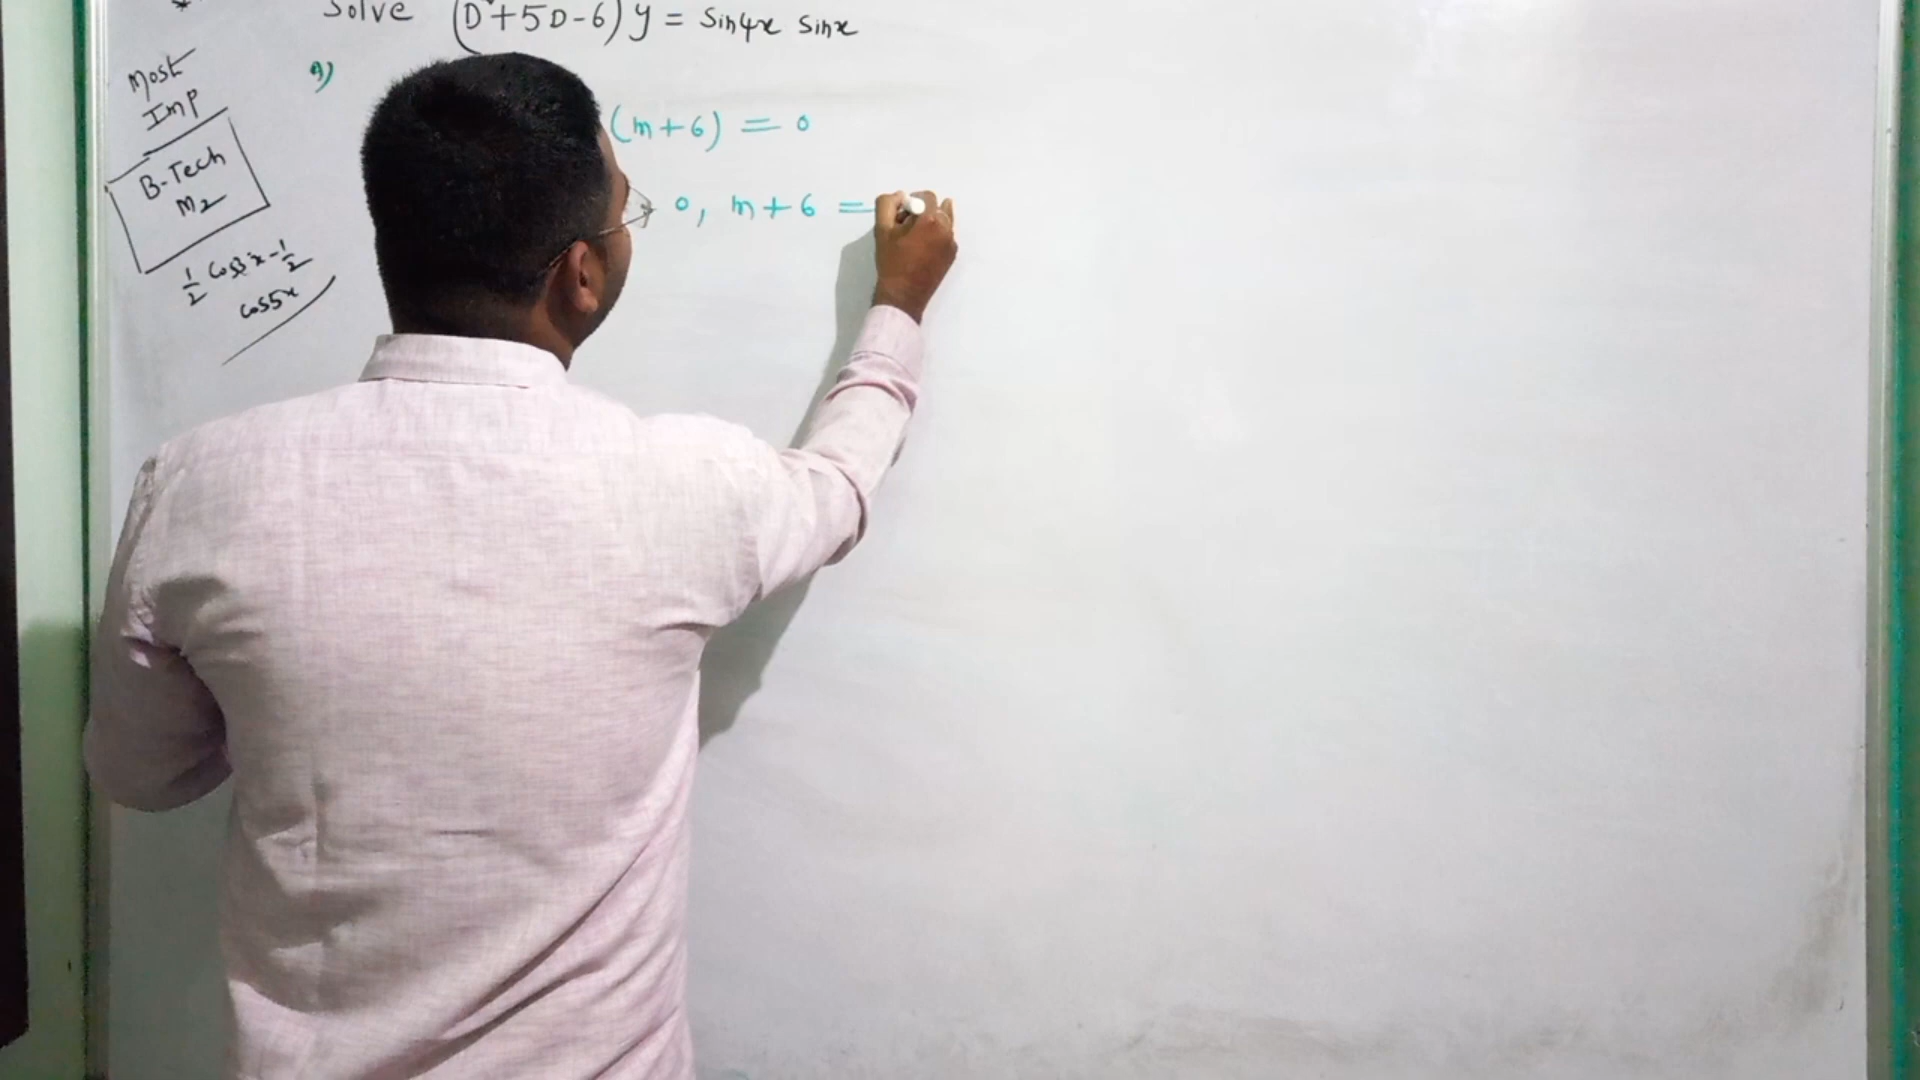 Solve (D²+5D-6)y = Sin4x sinx
Most
Imp
B-Tech
M2
1/2 cos3x - 1/2
cos5x
A)
(m+6) = 0
0, m+6 =